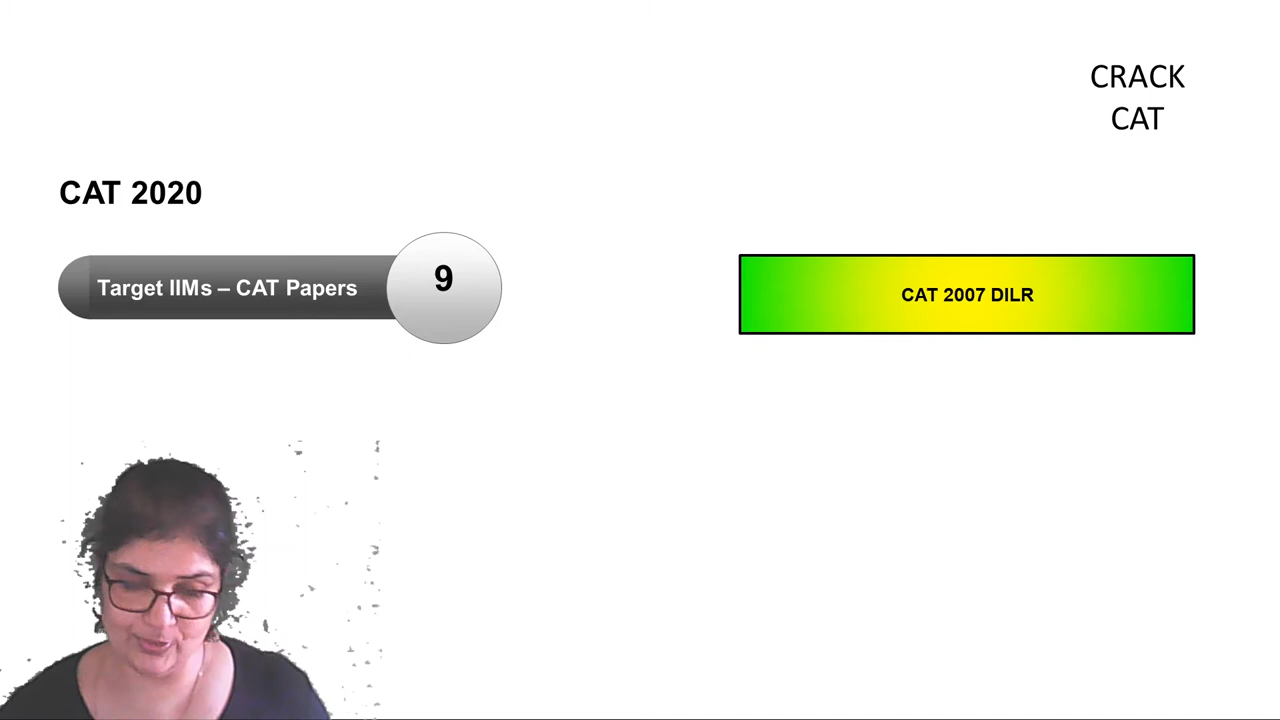 CRACK
CAT
CAT 2020
Target IIMs – CAT Papers
9
CAT 2007 DILR